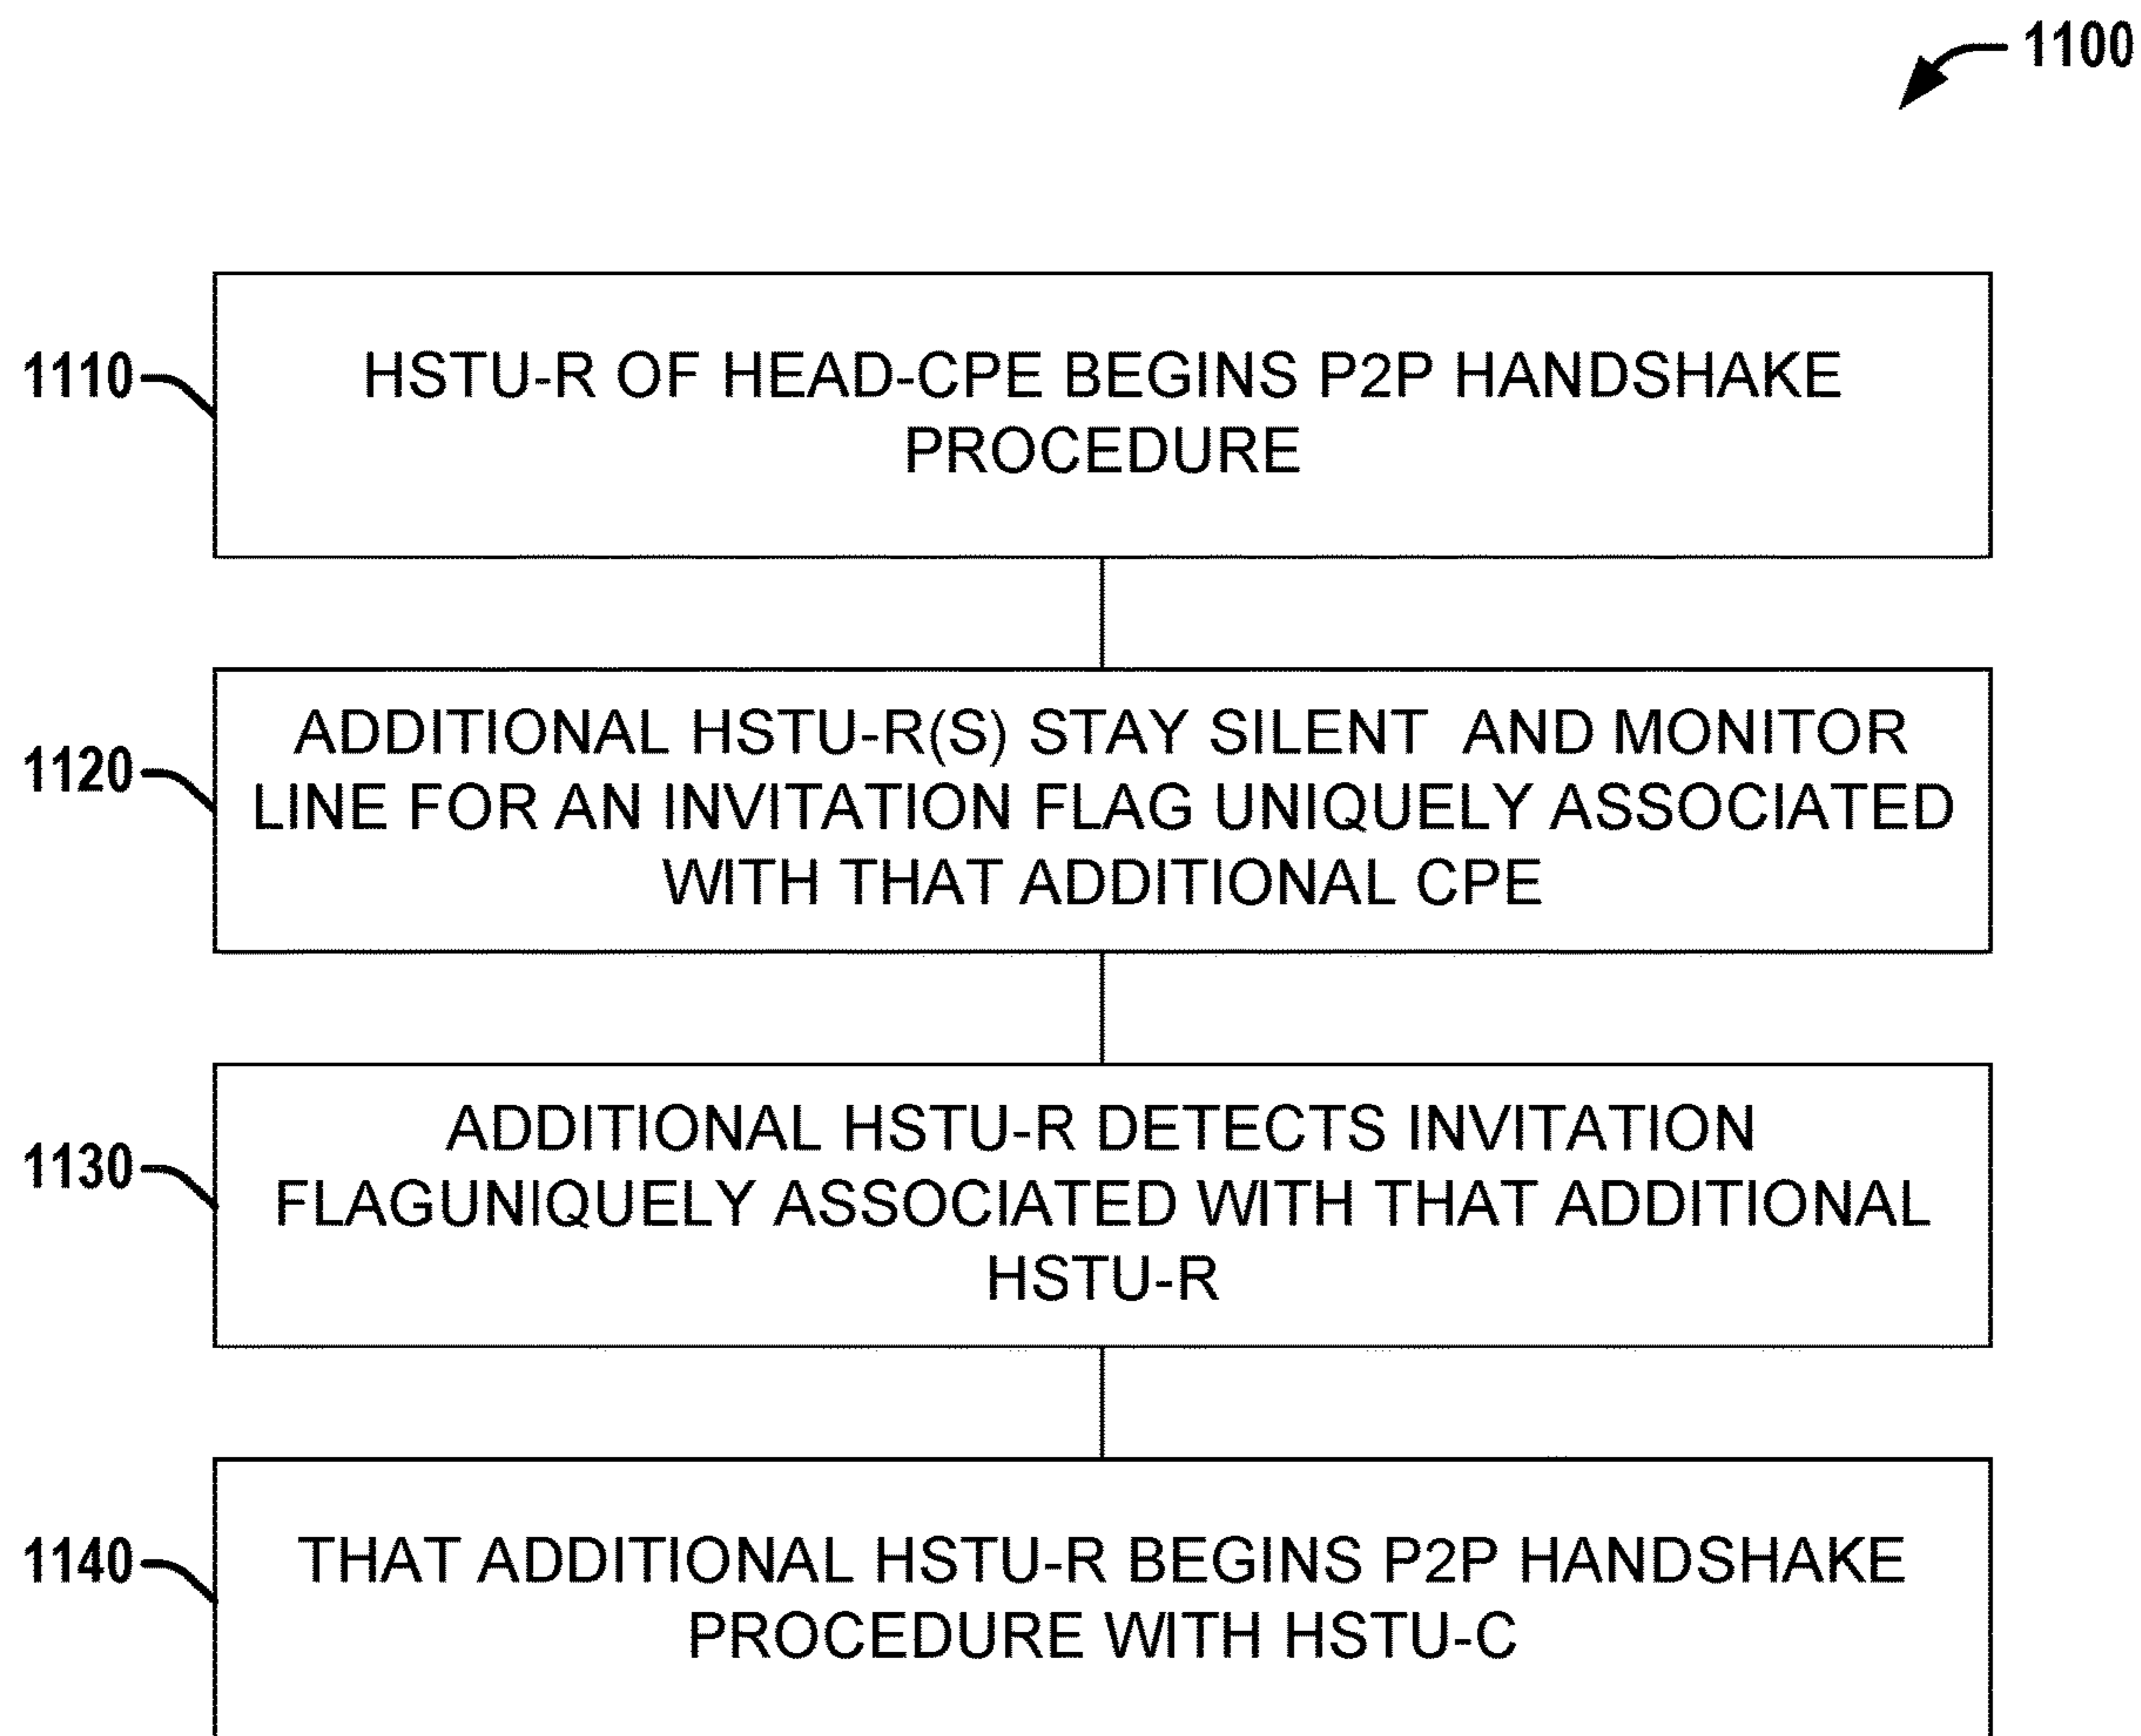 1100
1110
HSTU-R OF HEAD-CPE BEGINS P2P HANDSHAKE
PROCEDURE
1120
ADDITIONAL HSTU-R(S) STAY SILENT AND MONITOR
LINE FOR AN INVITATION FLAG UNIQUELY ASSOCIATED
WITH THAT ADDITIONAL CPE
1130
ADDITIONAL HSTU-R DETECTS INVITATION
FLAGUNIQUELY ASSOCIATED WITH THAT ADDITIONAL
HSTU-R
1140
THAT ADDITIONAL HSTU-R BEGINS P2P HANDSHAKE
PROCEDURE WITH HSTU-C